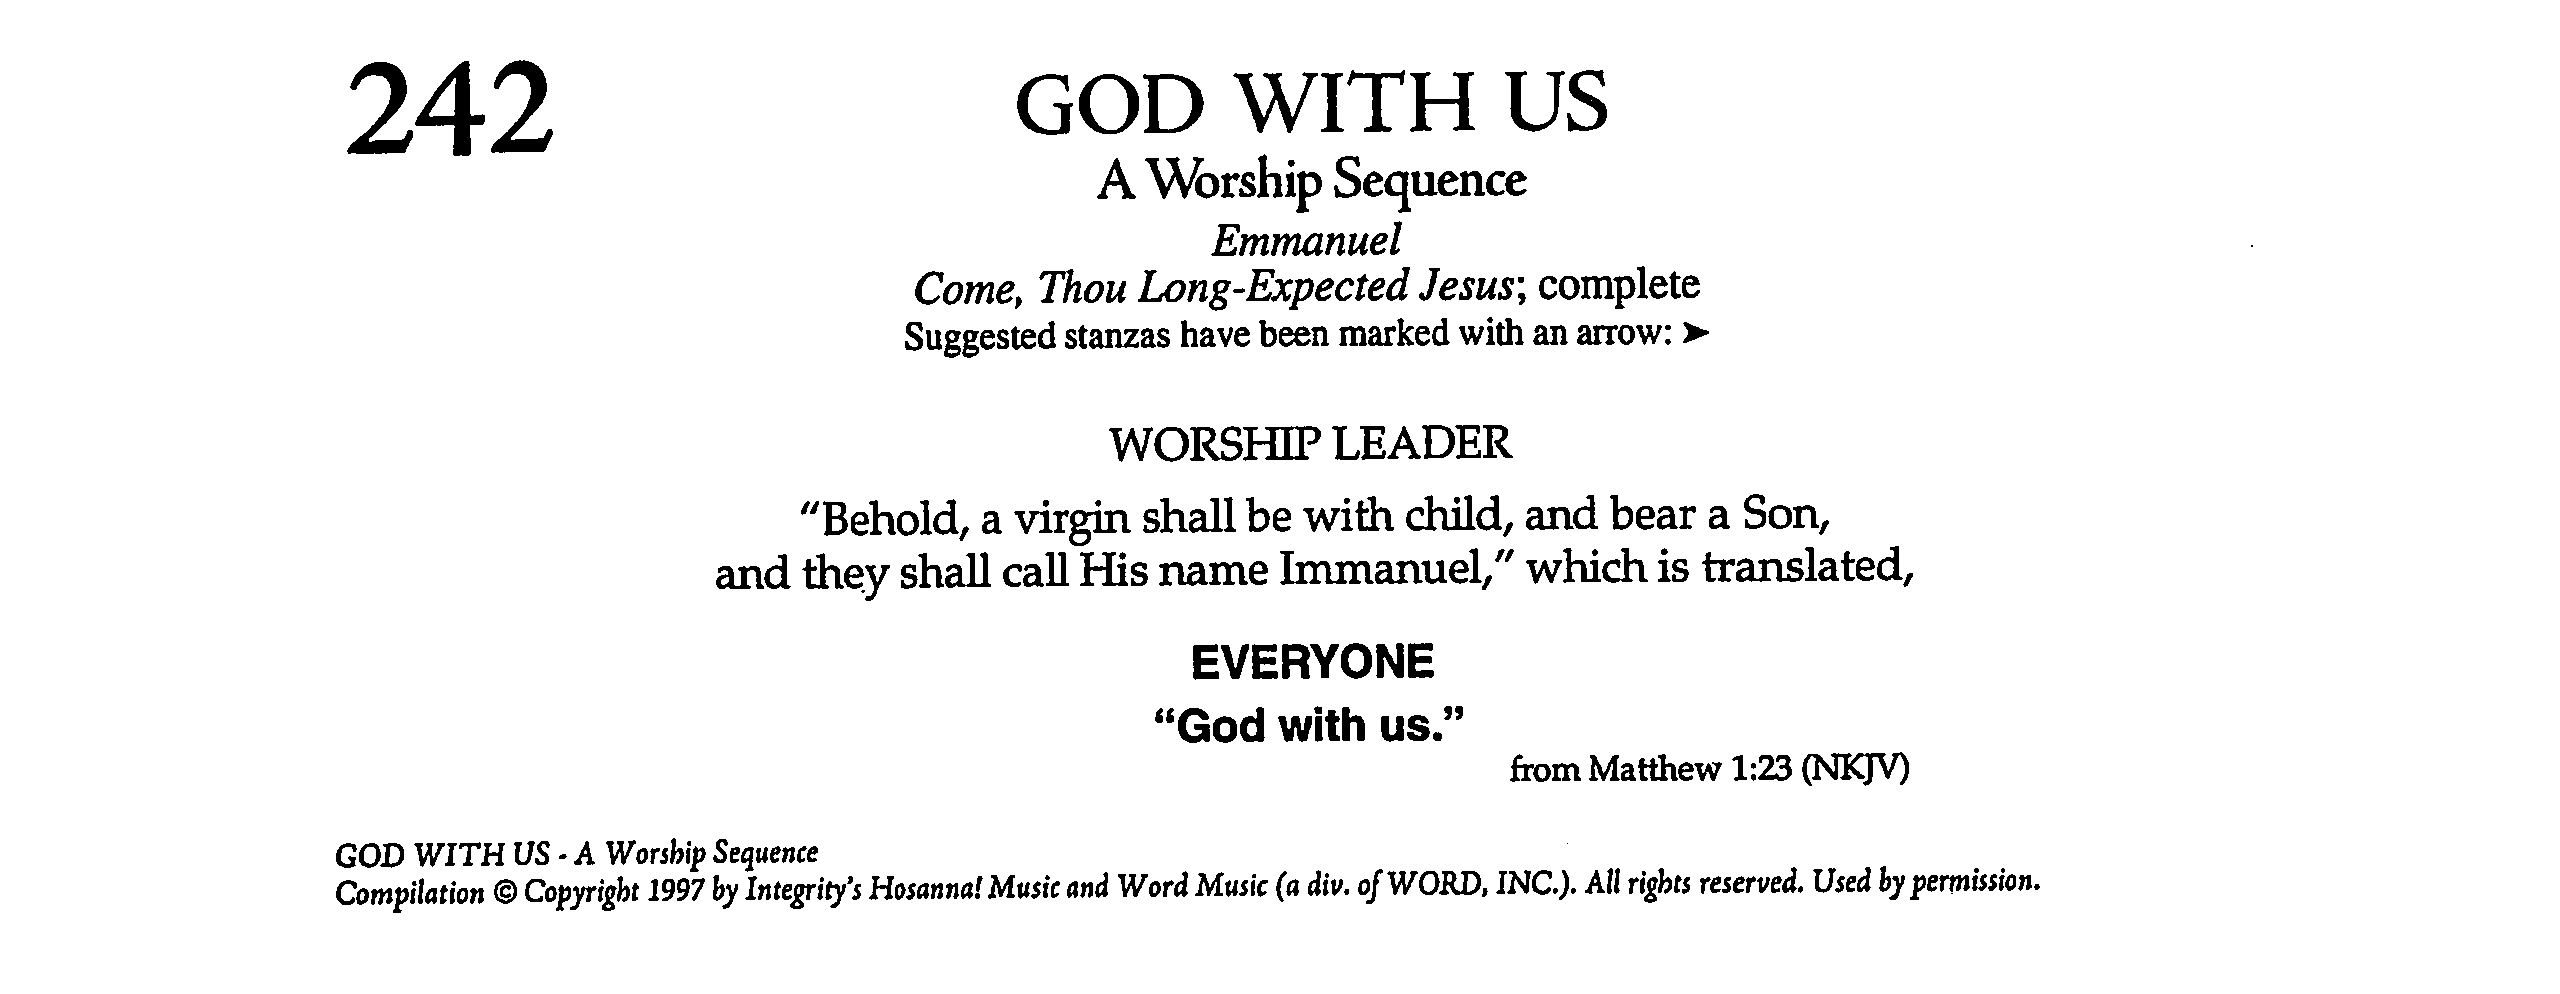 242
GOD WITH US
A Worship Sequence
Emmanuel
Come, Thou Long-Expected Jesus; complete
Suggested stanzas have been marked with an arrow: ➤
WORSHIP LEADER
"Behold, a virgin shall be with child, and bear a Son,
and they shall call His name Immanuel," which is translated,
EVERYONE
“God with us.”
from Matthew 1:23 (NKJV)
GOD WITH US - A Worship Sequence
Compilation © Copyright 1997 by Integrity's Hosanna! Music and Word Music (a div. of WORD, INC.). All rights reserved. Used by permission.